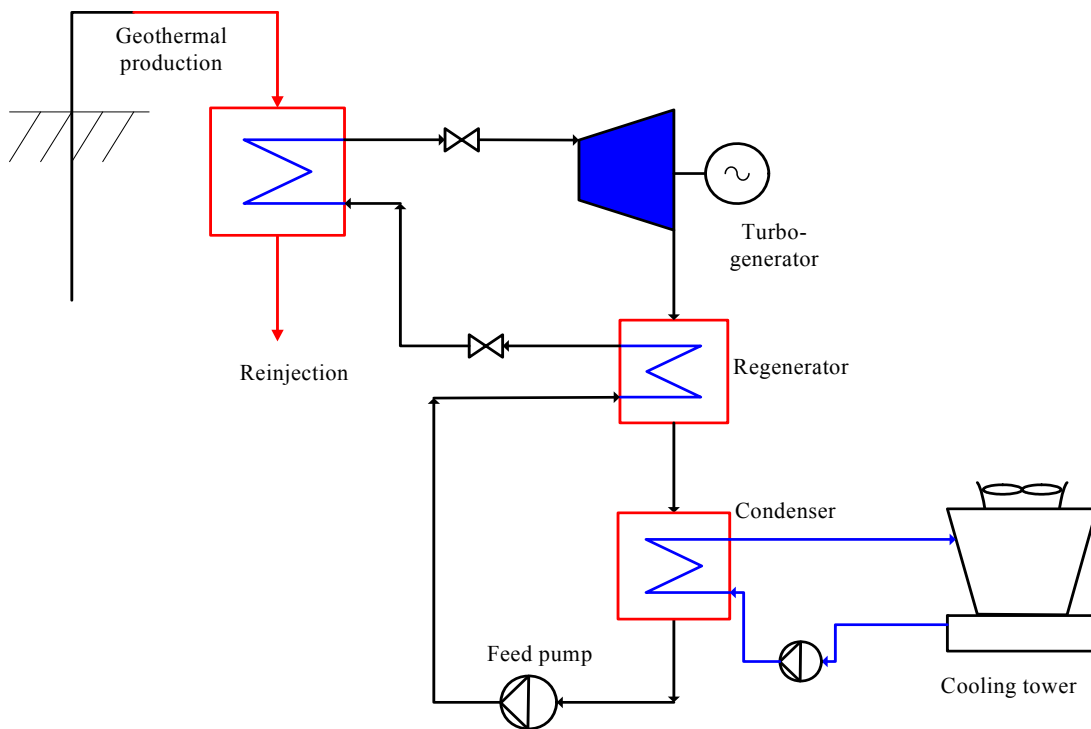 Geothermal
production
Turbo-
generator
Reinjection
Regenerator
Condenser
Feed pump
Cooling tower